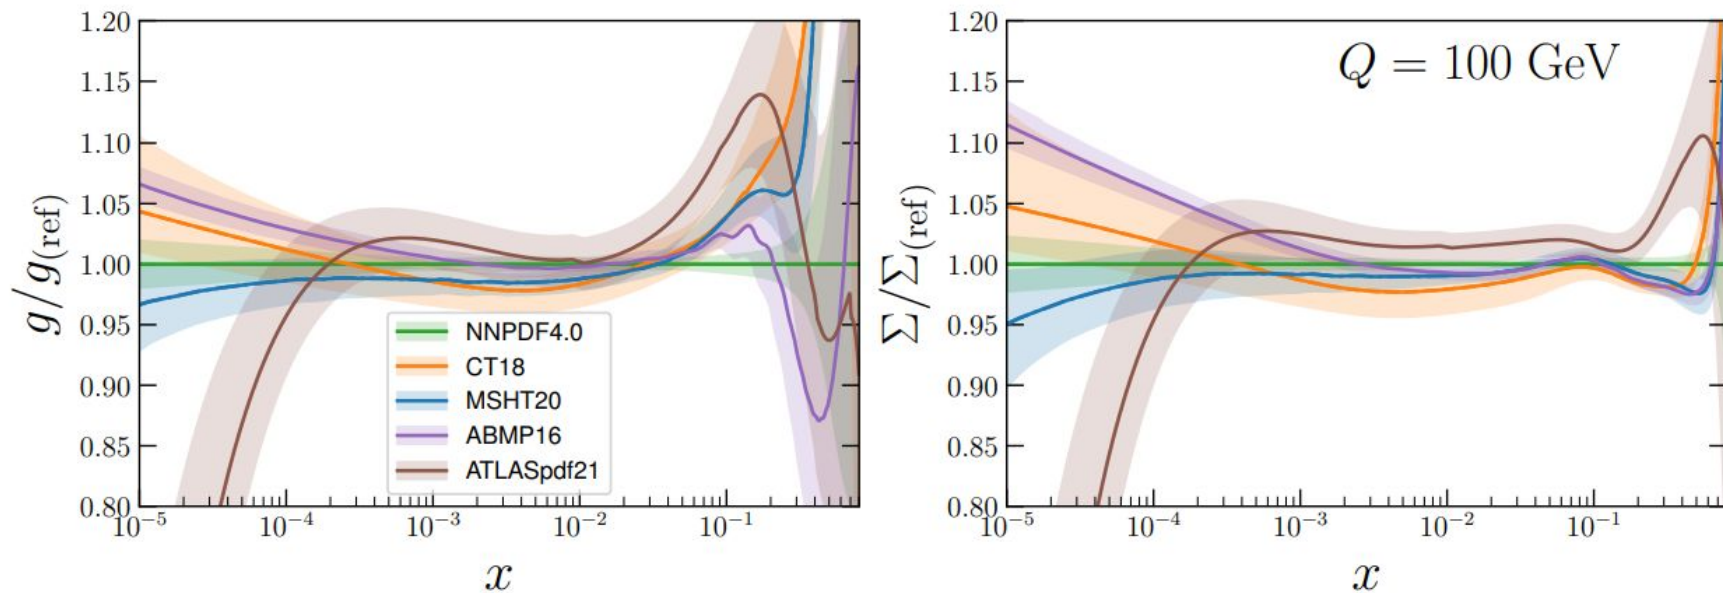 1.20
1.15
1.10
1.05
1.00
0.95
0.90
0.85
0.80
g/g(ref)
NNPDF4.0
CT18
MSHT20
ABMP16
ATLASpdf21
10⁻⁵ 10⁻⁴ 10⁻³ 10⁻² 10⁻¹
x
Q = 100 GeV
1.20
1.15
1.10
1.05
1.00
0.95
0.90
0.85
0.80
Σ/Σ(ref)
10⁻⁵ 10⁻⁴ 10⁻³ 10⁻² 10⁻¹
x